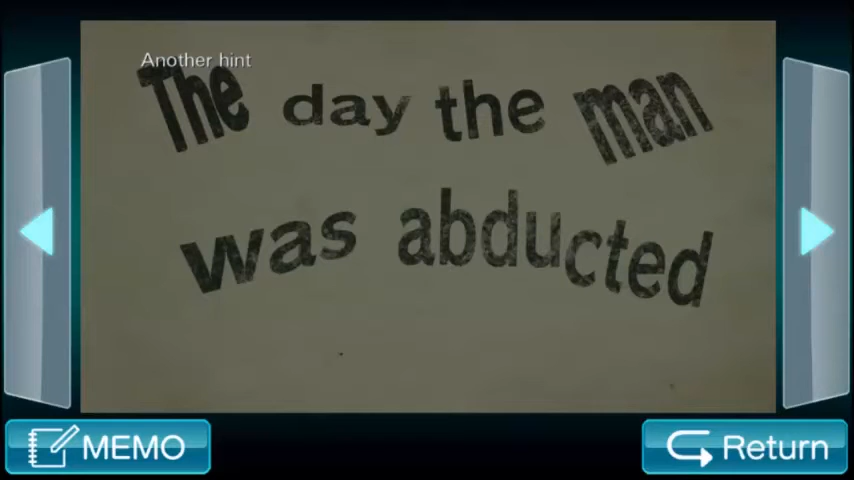 Another hint
The day the man
was abducted
MEMO
Return